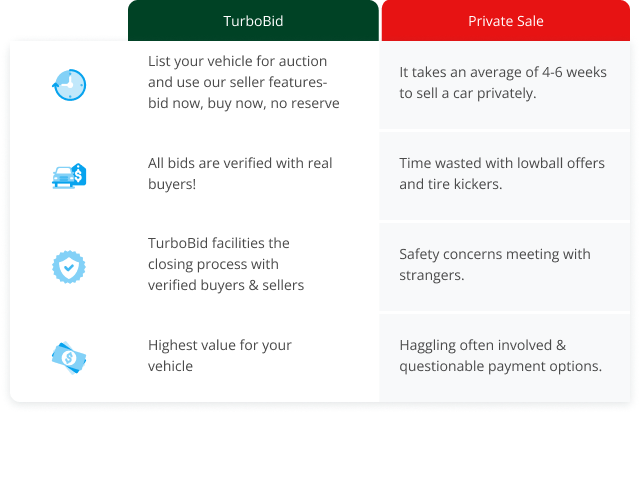 TurboBid
Private Sale
List your vehicle for auction
and use our seller features-
bid now, buy now, no reserve
It takes an average of 4-6 weeks
to sell a car privately.
All bids are verified with real
buyers!
Time wasted with lowball offers
and tire kickers.
TurboBid facilities the
closing process with
verified buyers & sellers
Safety concerns meeting with
strangers.
Highest value for your
vehicle
Haggling often involved &
questionable payment options.